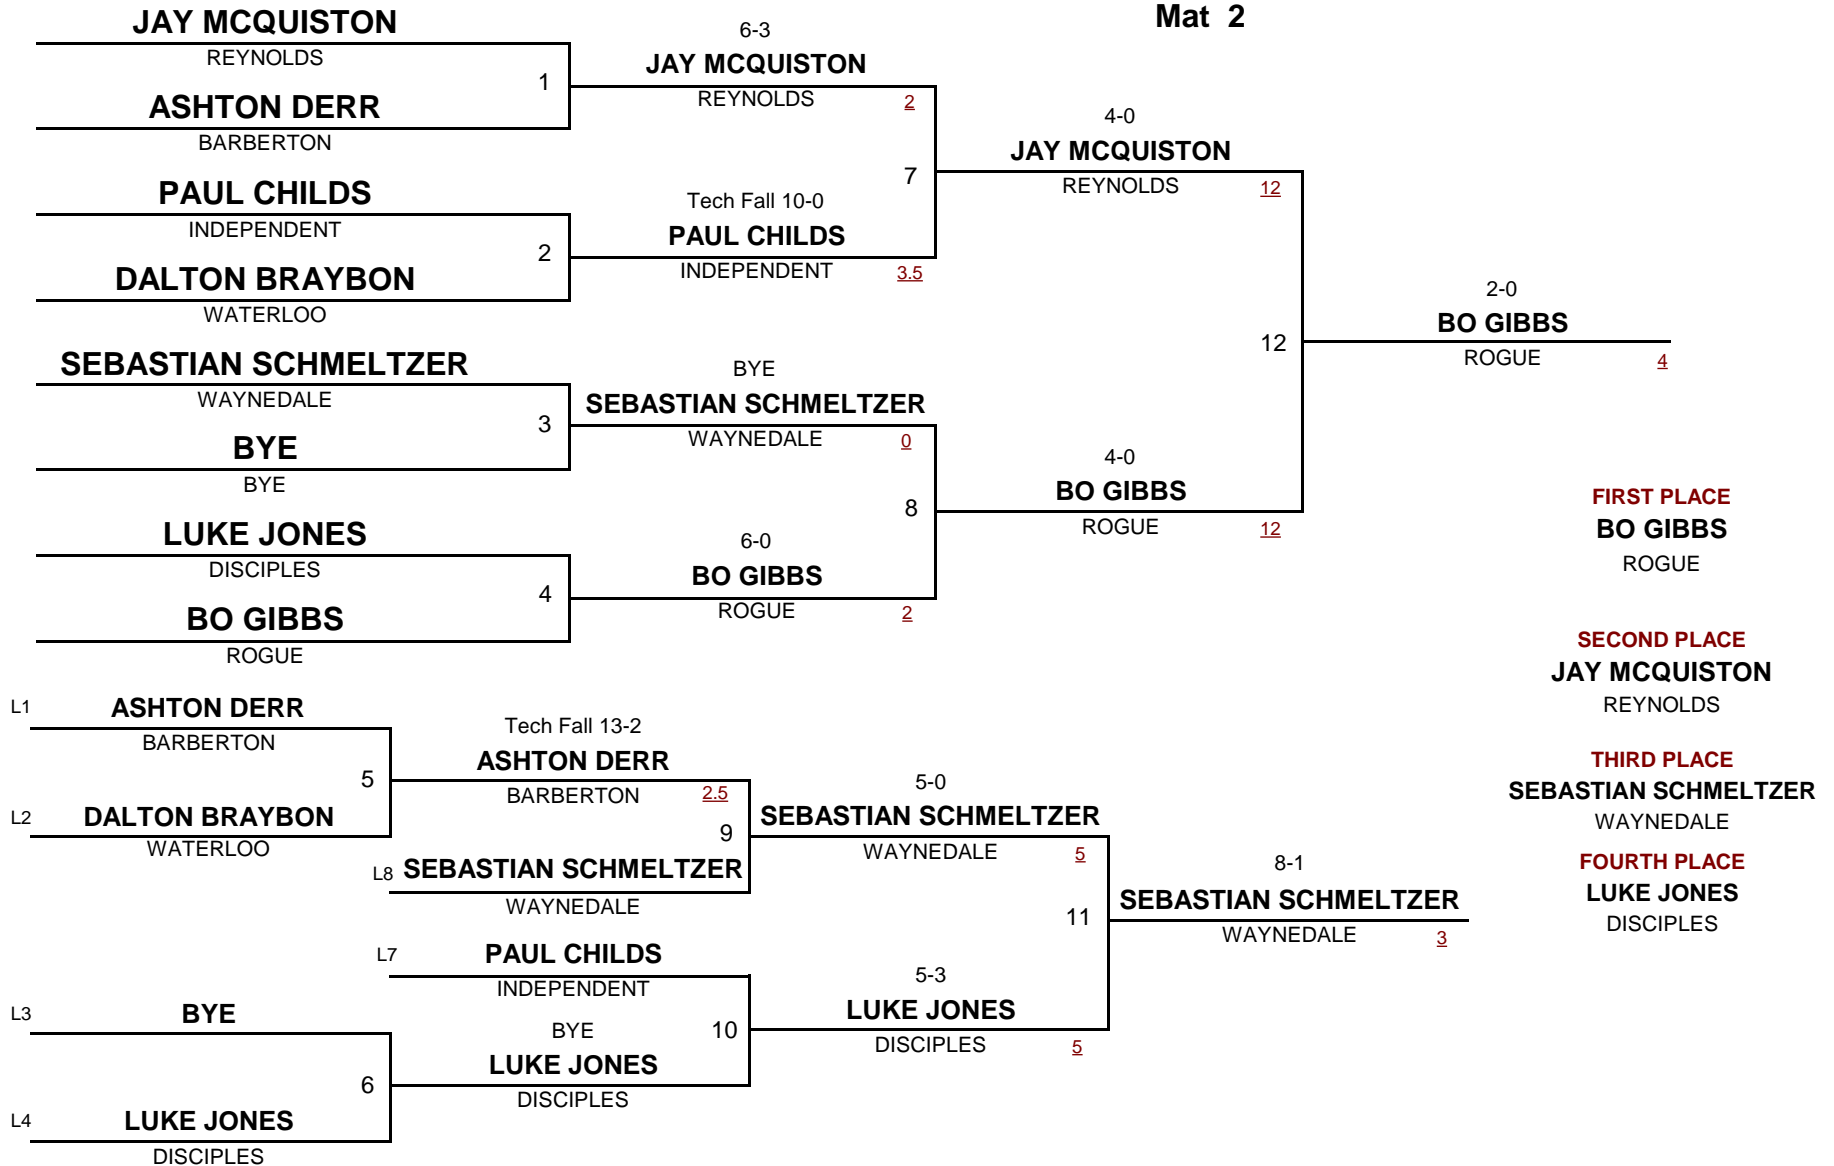 Mat 2
JAY MCQUISTON
REYNOLDS
1
ASHTON DERR
BARBERTON
PAUL CHILDS
INDEPENDENT
2
DALTON BRAYBON
WATERLOO
SEBASTIAN SCHMELTZER
WAYNEDALE
3
BYE
BYE
LUKE JONES
DISCIPLES
4
BO GIBBS
ROGUE
6-3
JAY MCQUISTON
REYNOLDS 2
7
Tech Fall 10-0
PAUL CHILDS
INDEPENDENT 3.5
BYE
SEBASTIAN SCHMELTZER
WAYNEDALE 0
8
6-0
BO GIBBS
ROGUE 2
4-0
JAY MCQUISTON
REYNOLDS 12
12
4-0
BO GIBBS
ROGUE 12
2-0
BO GIBBS
ROGUE 4
FIRST PLACE
BO GIBBS
ROGUE
SECOND PLACE
JAY MCQUISTON
REYNOLDS
THIRD PLACE
SEBASTIAN SCHMELTZER
WAYNEDALE
FOURTH PLACE
LUKE JONES
DISCIPLES
L1 ASHTON DERR
BARBERTON
5
L2 DALTON BRAYBON
WATERLOO
L3 BYE
6
L4 LUKE JONES
DISCIPLES
Tech Fall 13-2
ASHTON DERR
BARBERTON 2.5
9
L8 SEBASTIAN SCHMELTZER
WAYNEDALE
L7 PAUL CHILDS
INDEPENDENT
10
BYE
LUKE JONES
DISCIPLES
5-0
SEBASTIAN SCHMELTZER
WAYNEDALE 5
11
5-3
LUKE JONES
DISCIPLES 5
8-1
SEBASTIAN SCHMELTZER
WAYNEDALE 3